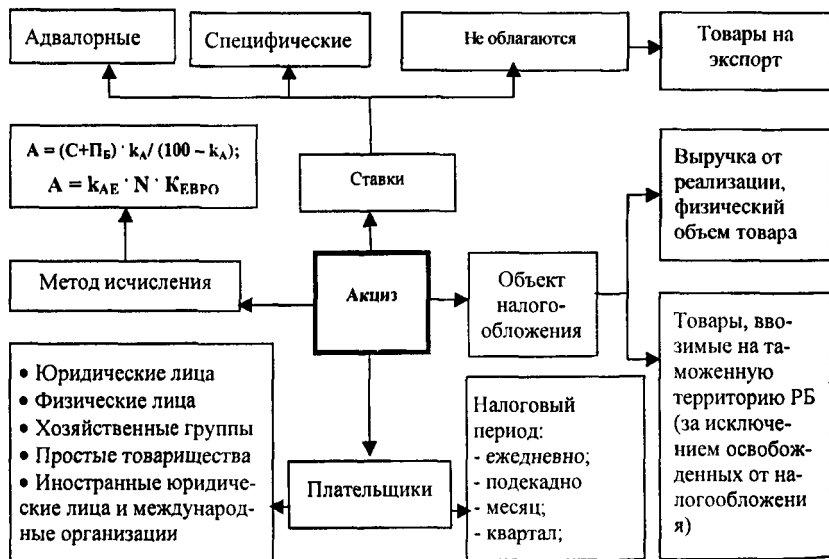 Адвалорные
Специфические
Не облагаются
Товары на
экспорт
A = (С+П_Б) · k_A / (100 – k_A);
A = k_AE · N · K_ЕВРО
Ставки
Выручка от
реализации,
физический
объем товара
Метод исчисления
Акциз
Объект
налого-
обложения
Товары, вво-
зимые на та-
моженную
территорию РБ
(за исключе-
нием освобож-
денных от на-
логообложени
я)
• Юридические лица
• Физические лица
• Хозяйственные группы
• Простые товарищества
• Иностранные юридиче-
ские лица и международ-
ные организации
Плательщики
Налоговый
период:
- ежедневно;
- подекадно
- месяц;
- квартал;